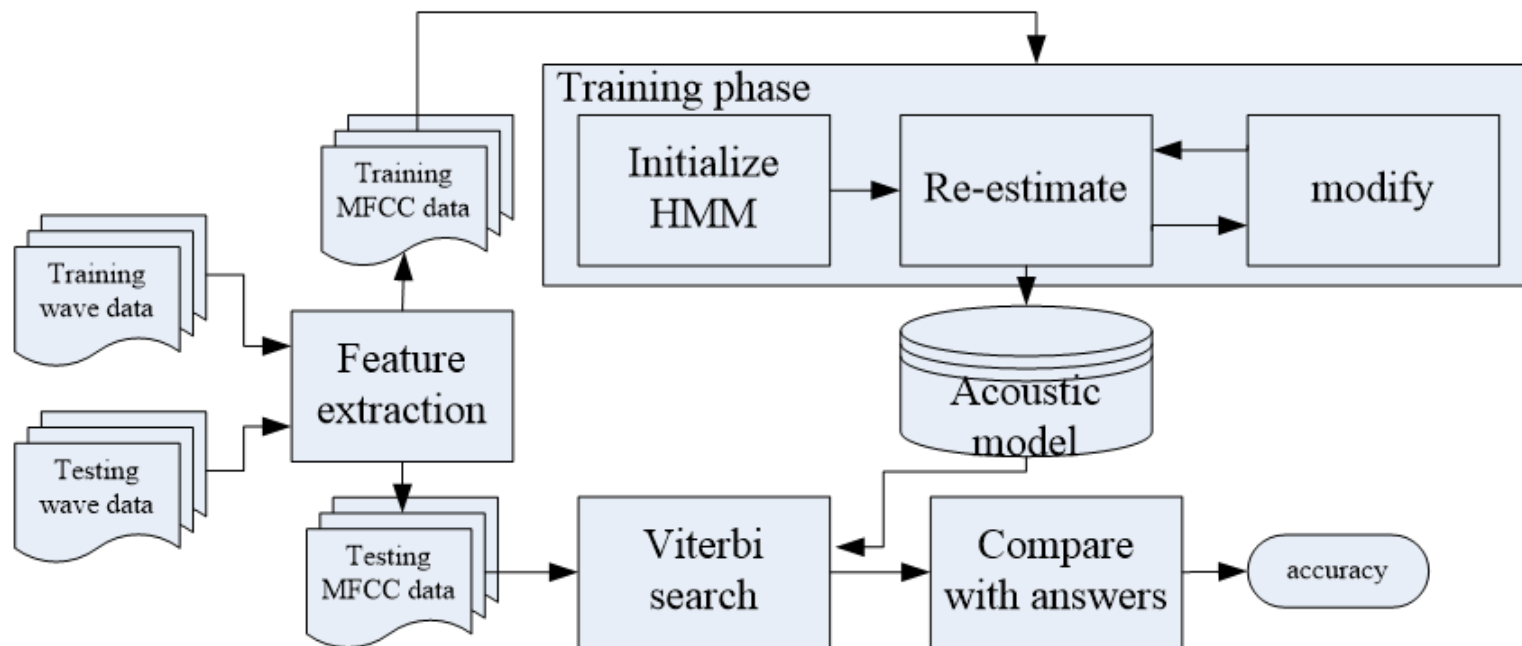 Training phase
Initialize
HMM
Re-estimate
modify
Training
MFCC data
Training
wave data
Feature
extraction
Acoustic
model
Testing
wave data
Testing
MFCC data
Viterbi
search
Compare
with answers
accuracy